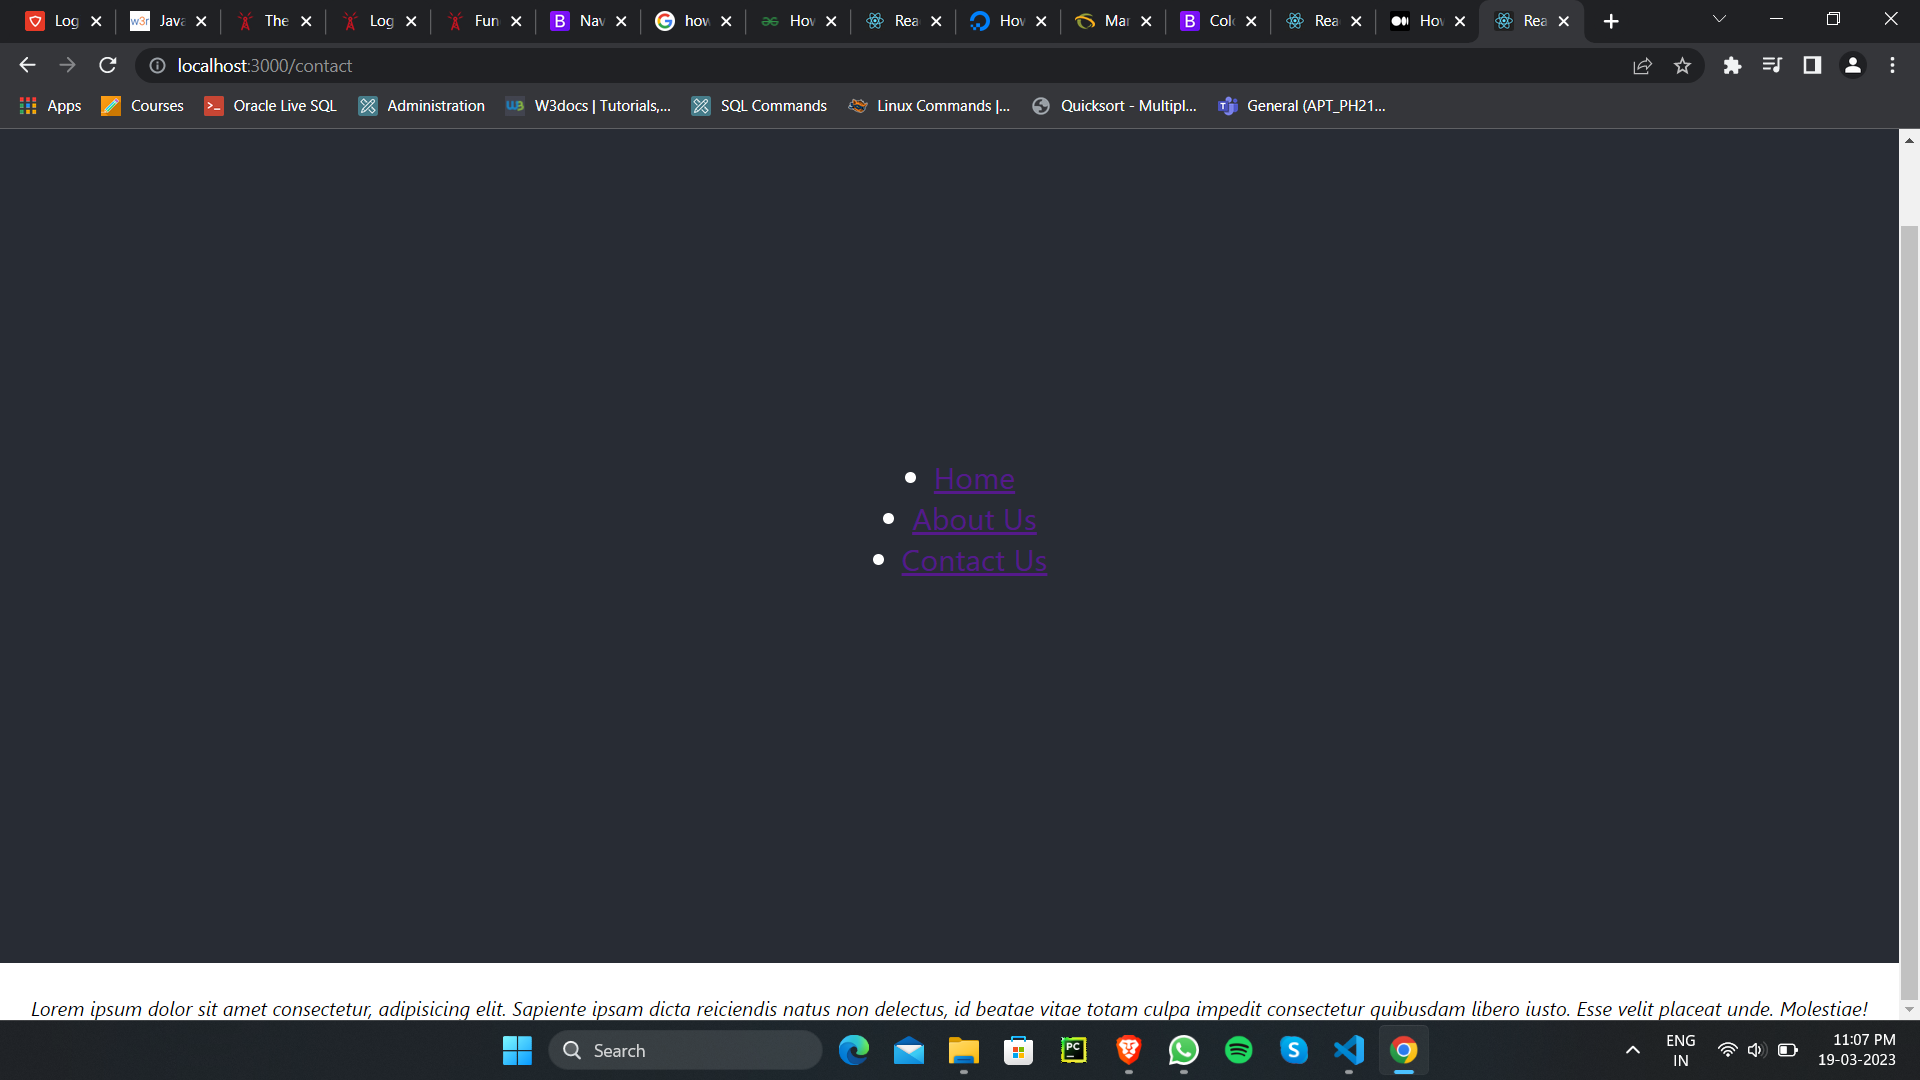 Log
Java
The
Log
Fun
Nav
how
How
Rea
How
Mar
Colo
Rea
How
Rea
localhost:3000/contact
Apps
Courses
Oracle Live SQL
Administration
W3docs | Tutorials,...
SQL Commands
Linux Commands |...
Quicksort - Multipl...
General (APT_PH21...
Home
About Us
Contact Us
Lorem ipsum dolor sit amet consectetur, adipisicing elit. Sapiente ipsam dicta reiciendis natus non delectus, id beatae vitae totam culpa impedit consectetur quibusdam libero iusto. Esse velit placeat unde. Molestiae!
Search
ENG
IN
11:07 PM
19-03-2023